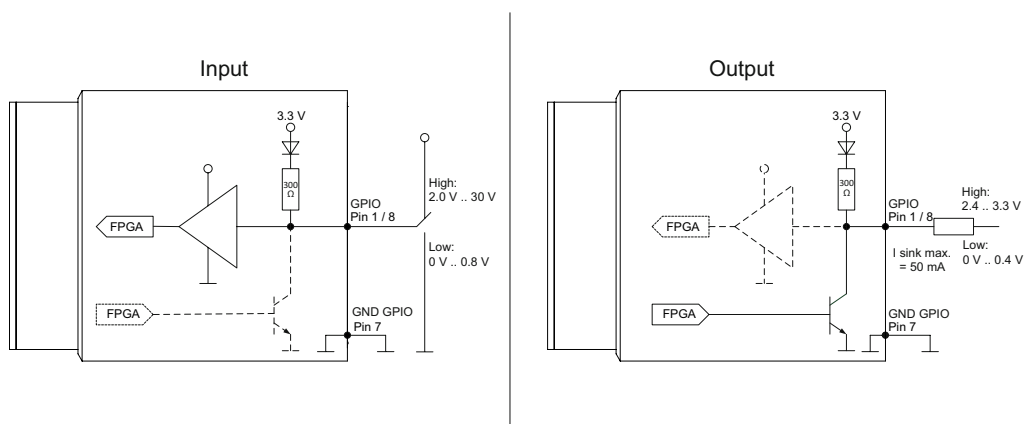 Input
3.3 V
300
Ω
High:
2.0 V .. 30 V
GPIO
Pin 1 / 8
FPGA
Low:
0 V .. 0.8 V
FPGA
GND GPIO
Pin 7
Output
3.3 V
300
Ω
High:
2.4 .. 3.3 V
GPIO
Pin 1 / 8
FPGA
I sink max.
= 50 mA
Low:
0 V .. 0.4 V
FPGA
GND GPIO
Pin 7